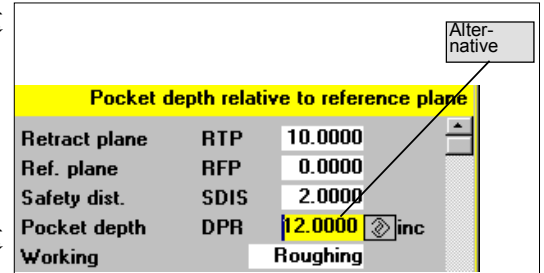 Alter-
native
Pocket depth relative to reference plane
Retract plane RTP 10.0000
Ref. plane RFP 0.0000
Safety dist. SDIS 2.0000
Pocket depth DPR 12.0000 inc
Working Roughing